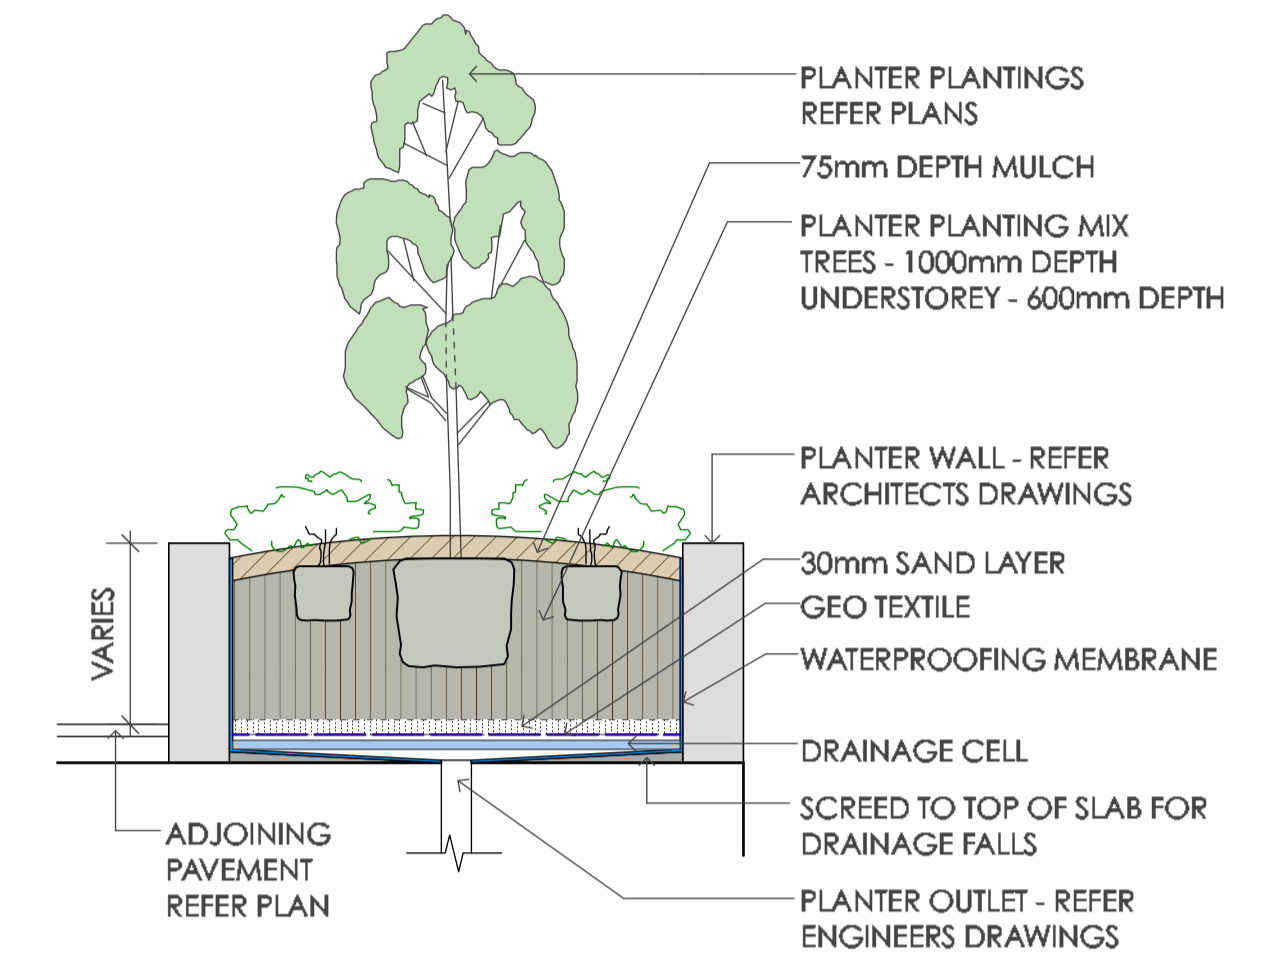 PLANTER PLANTINGS
REFER PLANS
75mm DEPTH MULCH
PLANTER PLANTING MIX
TREES - 1000mm DEPTH
UNDERSTOREY - 600mm DEPTH
PLANTER WALL - REFER
ARCHITECTS DRAWINGS
30mm SAND LAYER
GEO TEXTILE
WATERPROOFING MEMBRANE
DRAINAGE CELL
SCREED TO TOP OF SLAB FOR
DRAINAGE FALLS
PLANTER OUTLET - REFER
ENGINEERS DRAWINGS
VARIES
ADJOINING
PAVEMENT
REFER PLAN